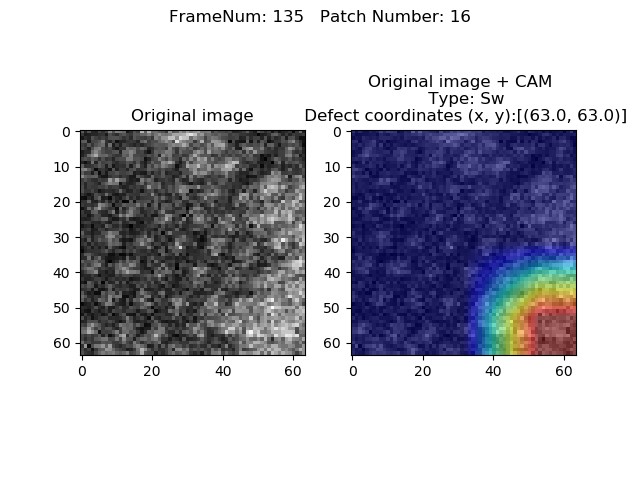 FrameNum: 135   Patch Number: 16
Original image
0
10
20
30
40
50
60
0 20 40 60
Original image + CAM
Type: Sw
Defect coordinates (x, y):[(63.0, 63.0)]
0
10
20
30
40
50
60
0 20 40 60